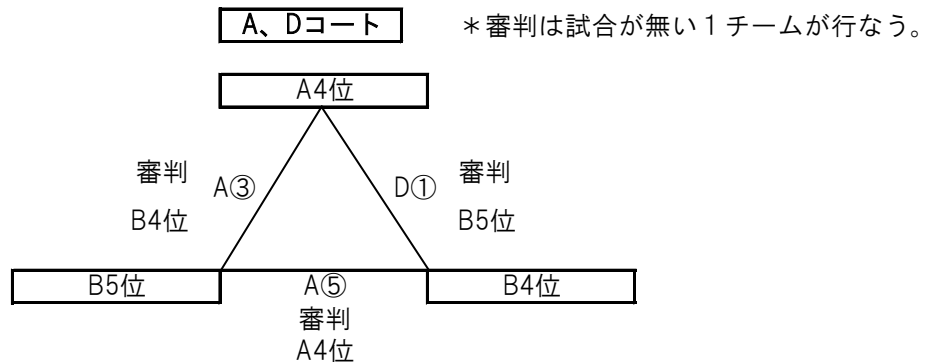 A、Dコート ＊審判は試合が無い１チームが行なう。
A4位
審判 A③ D① 審判
B4位 B5位
B5位 A⑤ B4位
審判
A4位